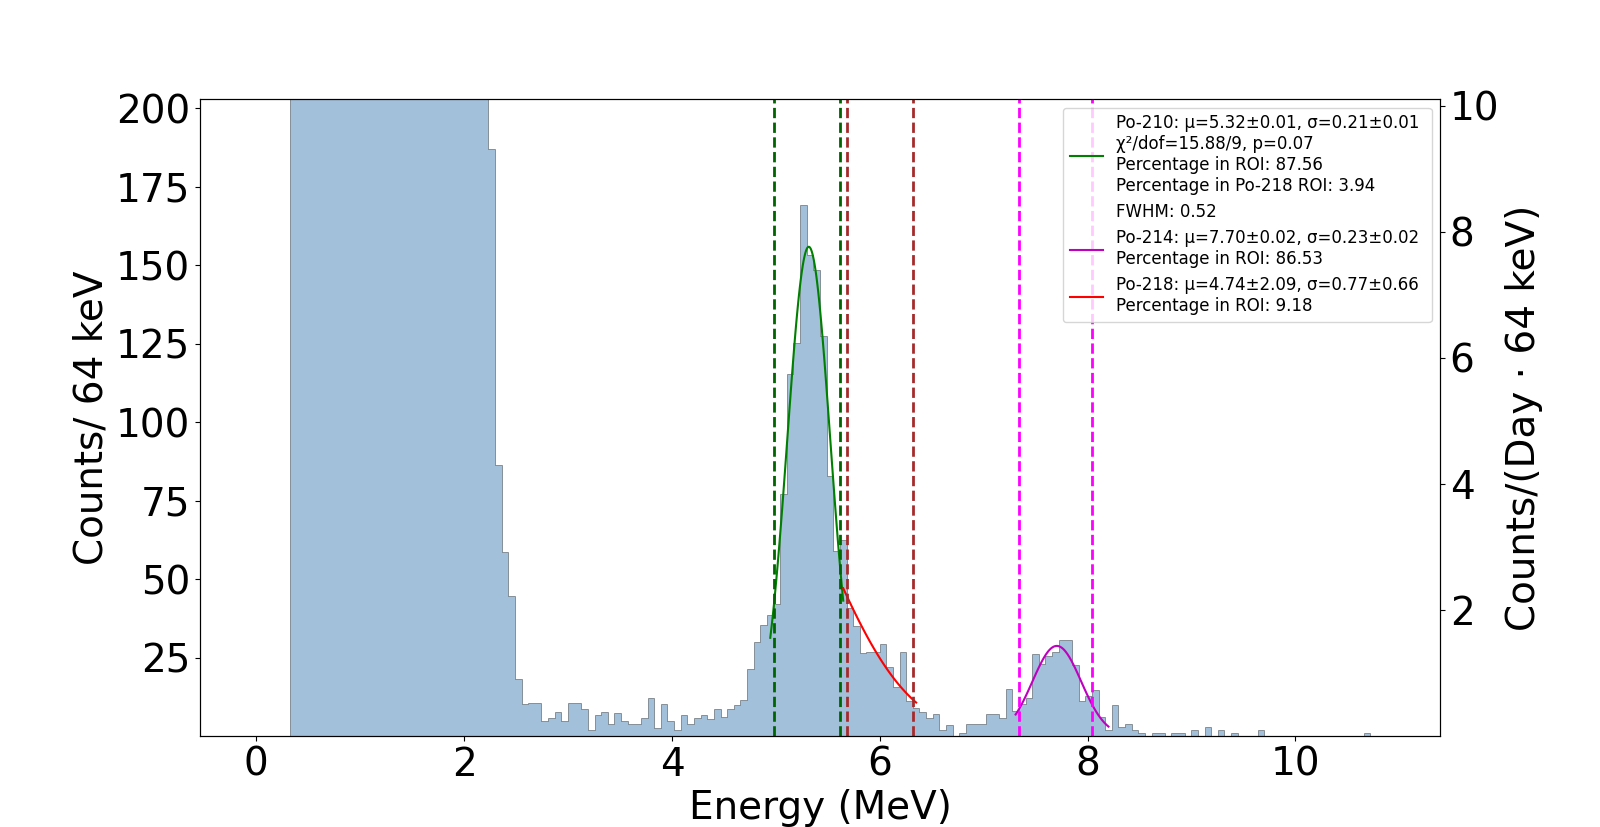 200
175
150
125
100
75
50
25
Counts/ 64 keV
0
2
4
6
8
10
Energy (MeV)
10
8
6
4
2
Counts/(Day · 64 keV)
Po-210: μ=5.32±0.01, σ=0.21±0.01
χ²/dof=15.88/9, p=0.07
Percentage in ROI: 87.56
Percentage in Po-218 ROI: 3.94
FWHM: 0.52
Po-214: μ=7.70±0.02, σ=0.23±0.02
Percentage in ROI: 86.53
Po-218: μ=4.74±2.09, σ=0.77±0.66
Percentage in ROI: 9.18